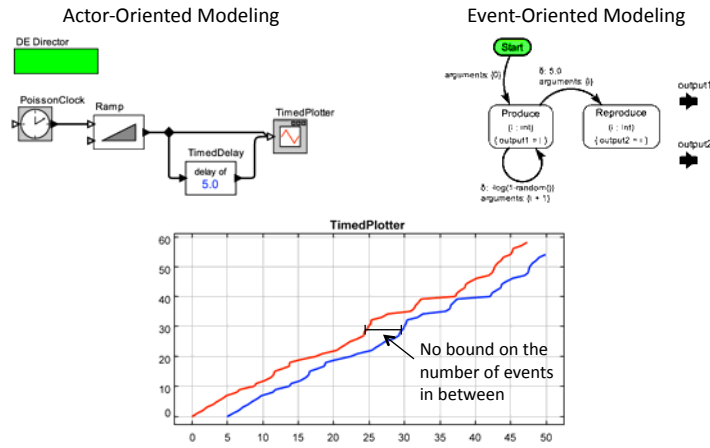 Actor-Oriented Modeling
Event-Oriented Modeling
DE Director
PoissonClock
Ramp
TimedPlotter
TimedDelay
delay of
5.0
Start
arguments: {0}
δ: 5.0
arguments: {i}
Produce
(i : int)
{ output1 = i }
Reproduce
(i : int)
{ output2 = i }
δ: -log(1-random())
arguments: {i + 1}
output1
output2
TimedPlotter
60
50
40
30
20
10
0
0 5 10 15 20 25 30 35 40 45 50
No bound on the
number of events
in between